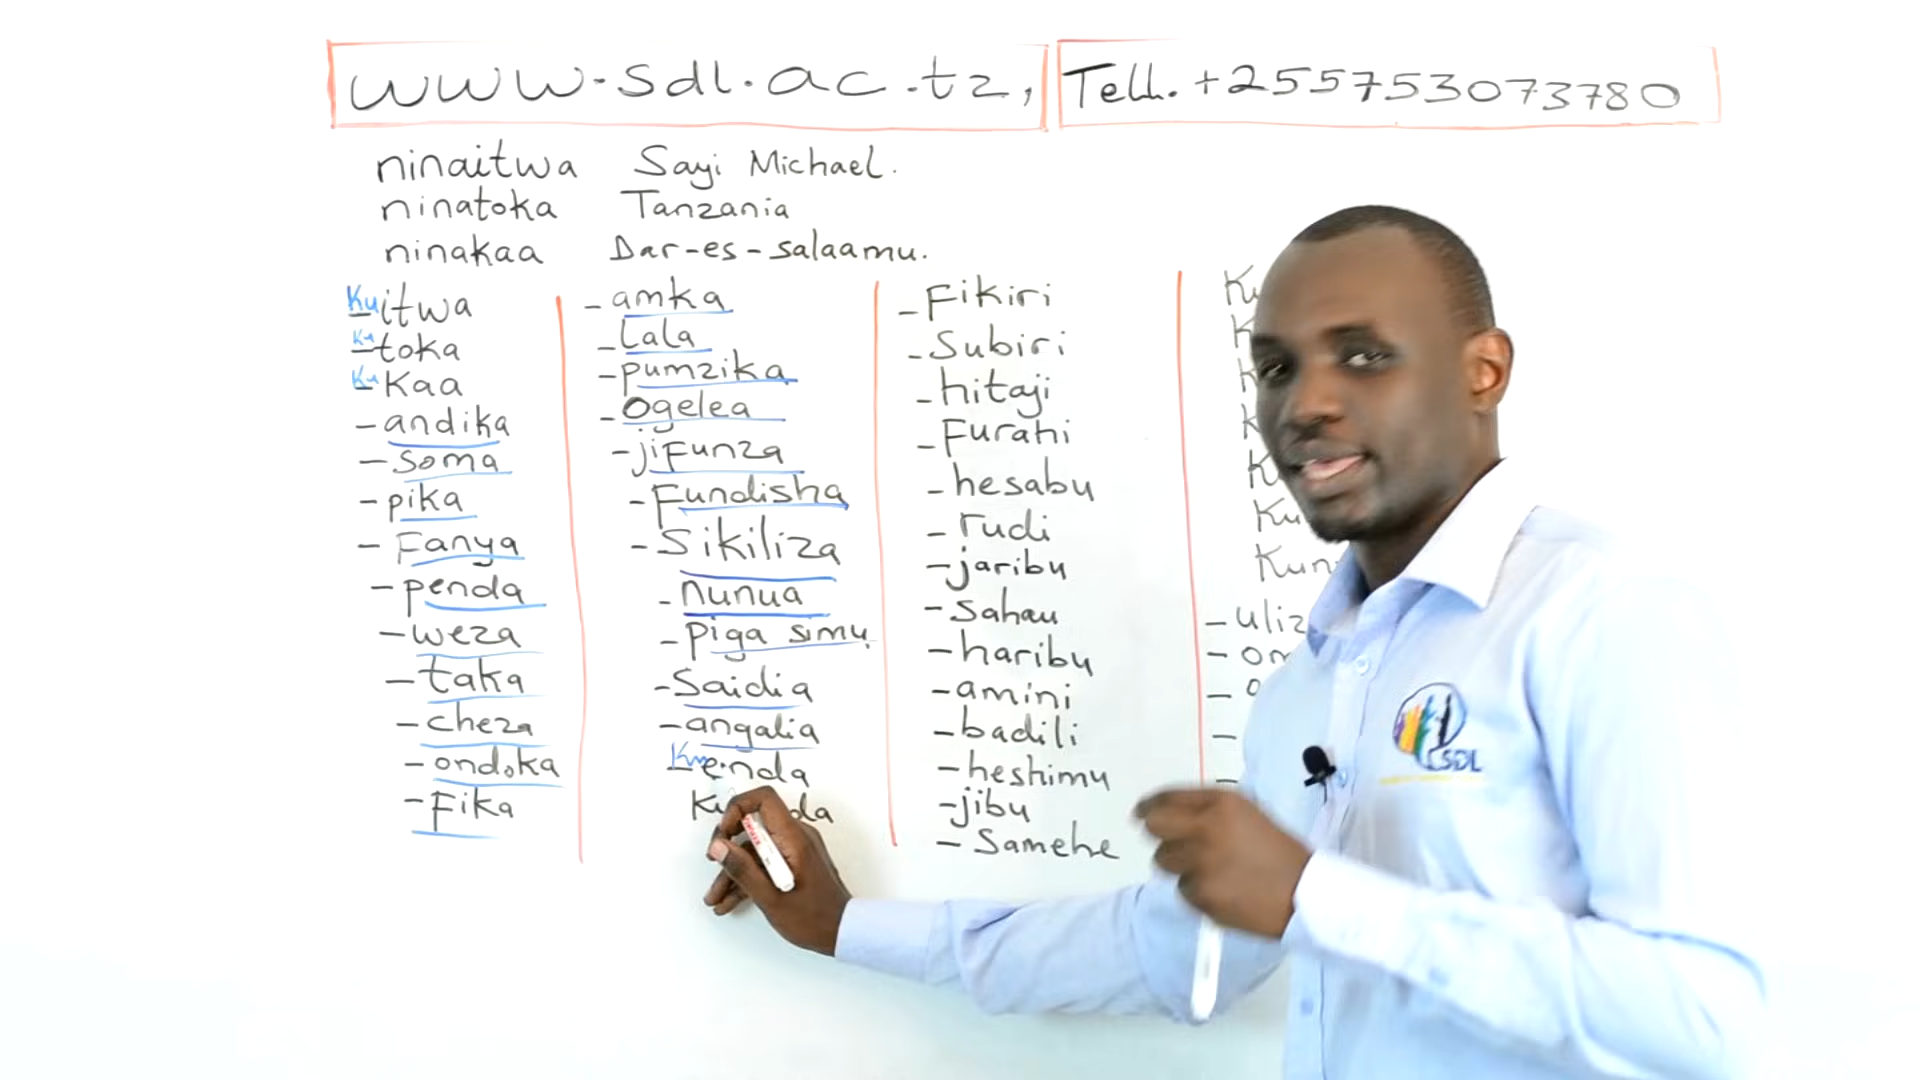 www.sdl.ac.tz, Tell. +255753073780
ninaitwa Sayi Michael.
ninatoka Tanzania
ninakaa Dar-es-salaamu.
Kuitwa
Kutoka
Ku Kaa
- andika
- Soma
- pika
- Fanya
- penda
- weza
- taka
- cheza
- ondoka
- Fika
- amka
- Lala
- pumzika
- Ogelea
- jifunza
- Fundisha
- Sikiliza
- nunua
- Piga simu
- Saidia
- angalia
Kwenda
- Fikiri
- Subiri
- hitaji
- Furahi
- hesabu
- rudi
- jaribu
- Sahau
- haribu
- amini
- badili
- heshimu
- jibu
- Samehe
SDL